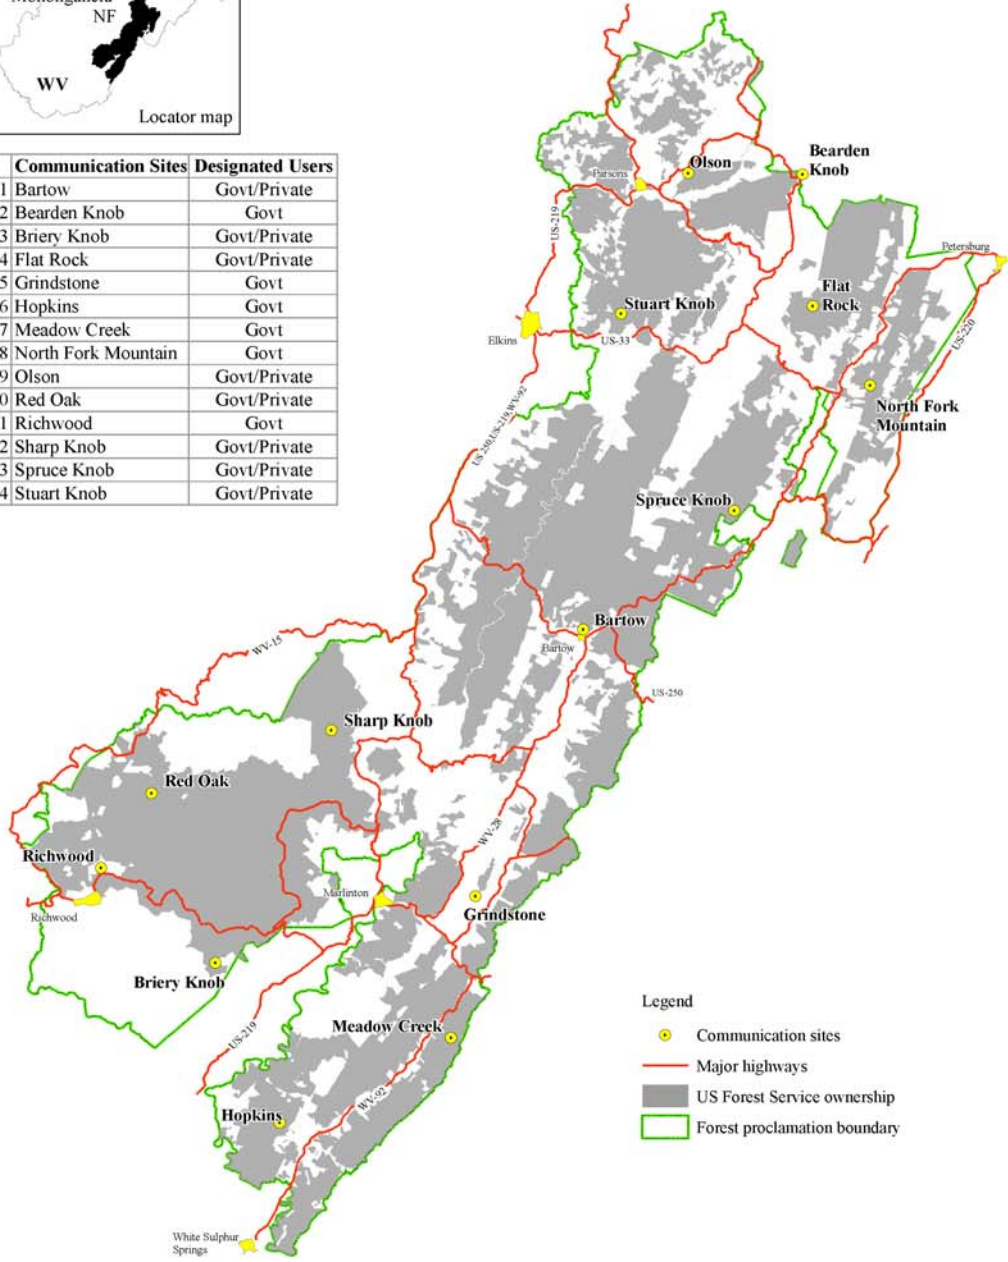 NF
WV
Locator map
Communication Sites Designated Users
1 Bartow Govt/Private
2 Bearden Knob Govt
3 Briery Knob Govt/Private
4 Flat Rock Govt/Private
5 Grindstone Govt
6 Hopkins Govt
7 Meadow Creek Govt
8 North Fork Mountain Govt
9 Olson Govt/Private
0 Red Oak Govt/Private
1 Richwood Govt
2 Sharp Knob Govt/Private
3 Spruce Knob Govt/Private
4 Stuart Knob Govt/Private
Olson
Bearden
Knob
Parsons
US-219
Petersburg
Flat
Rock
Stuart Knob
Elkins
US-33
US-220
North Fork
Mountain
US 250,US-219,WV-92
Spruce Knob
Bartow
Bartow
WV-15
US-250
Sharp Knob
Red Oak
WV-28
Richwood
Marlinton
Richwood
Grindstone
Briery Knob
US-219
Meadow Creek
WV-92
Hopkins
White Sulphur
Springs
Legend
Communication sites
Major highways
US Forest Service ownership
Forest proclamation boundary